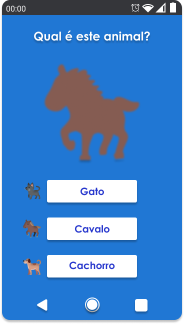 00:00
Qual é este animal?
Gato
Cavalo
Cachorro